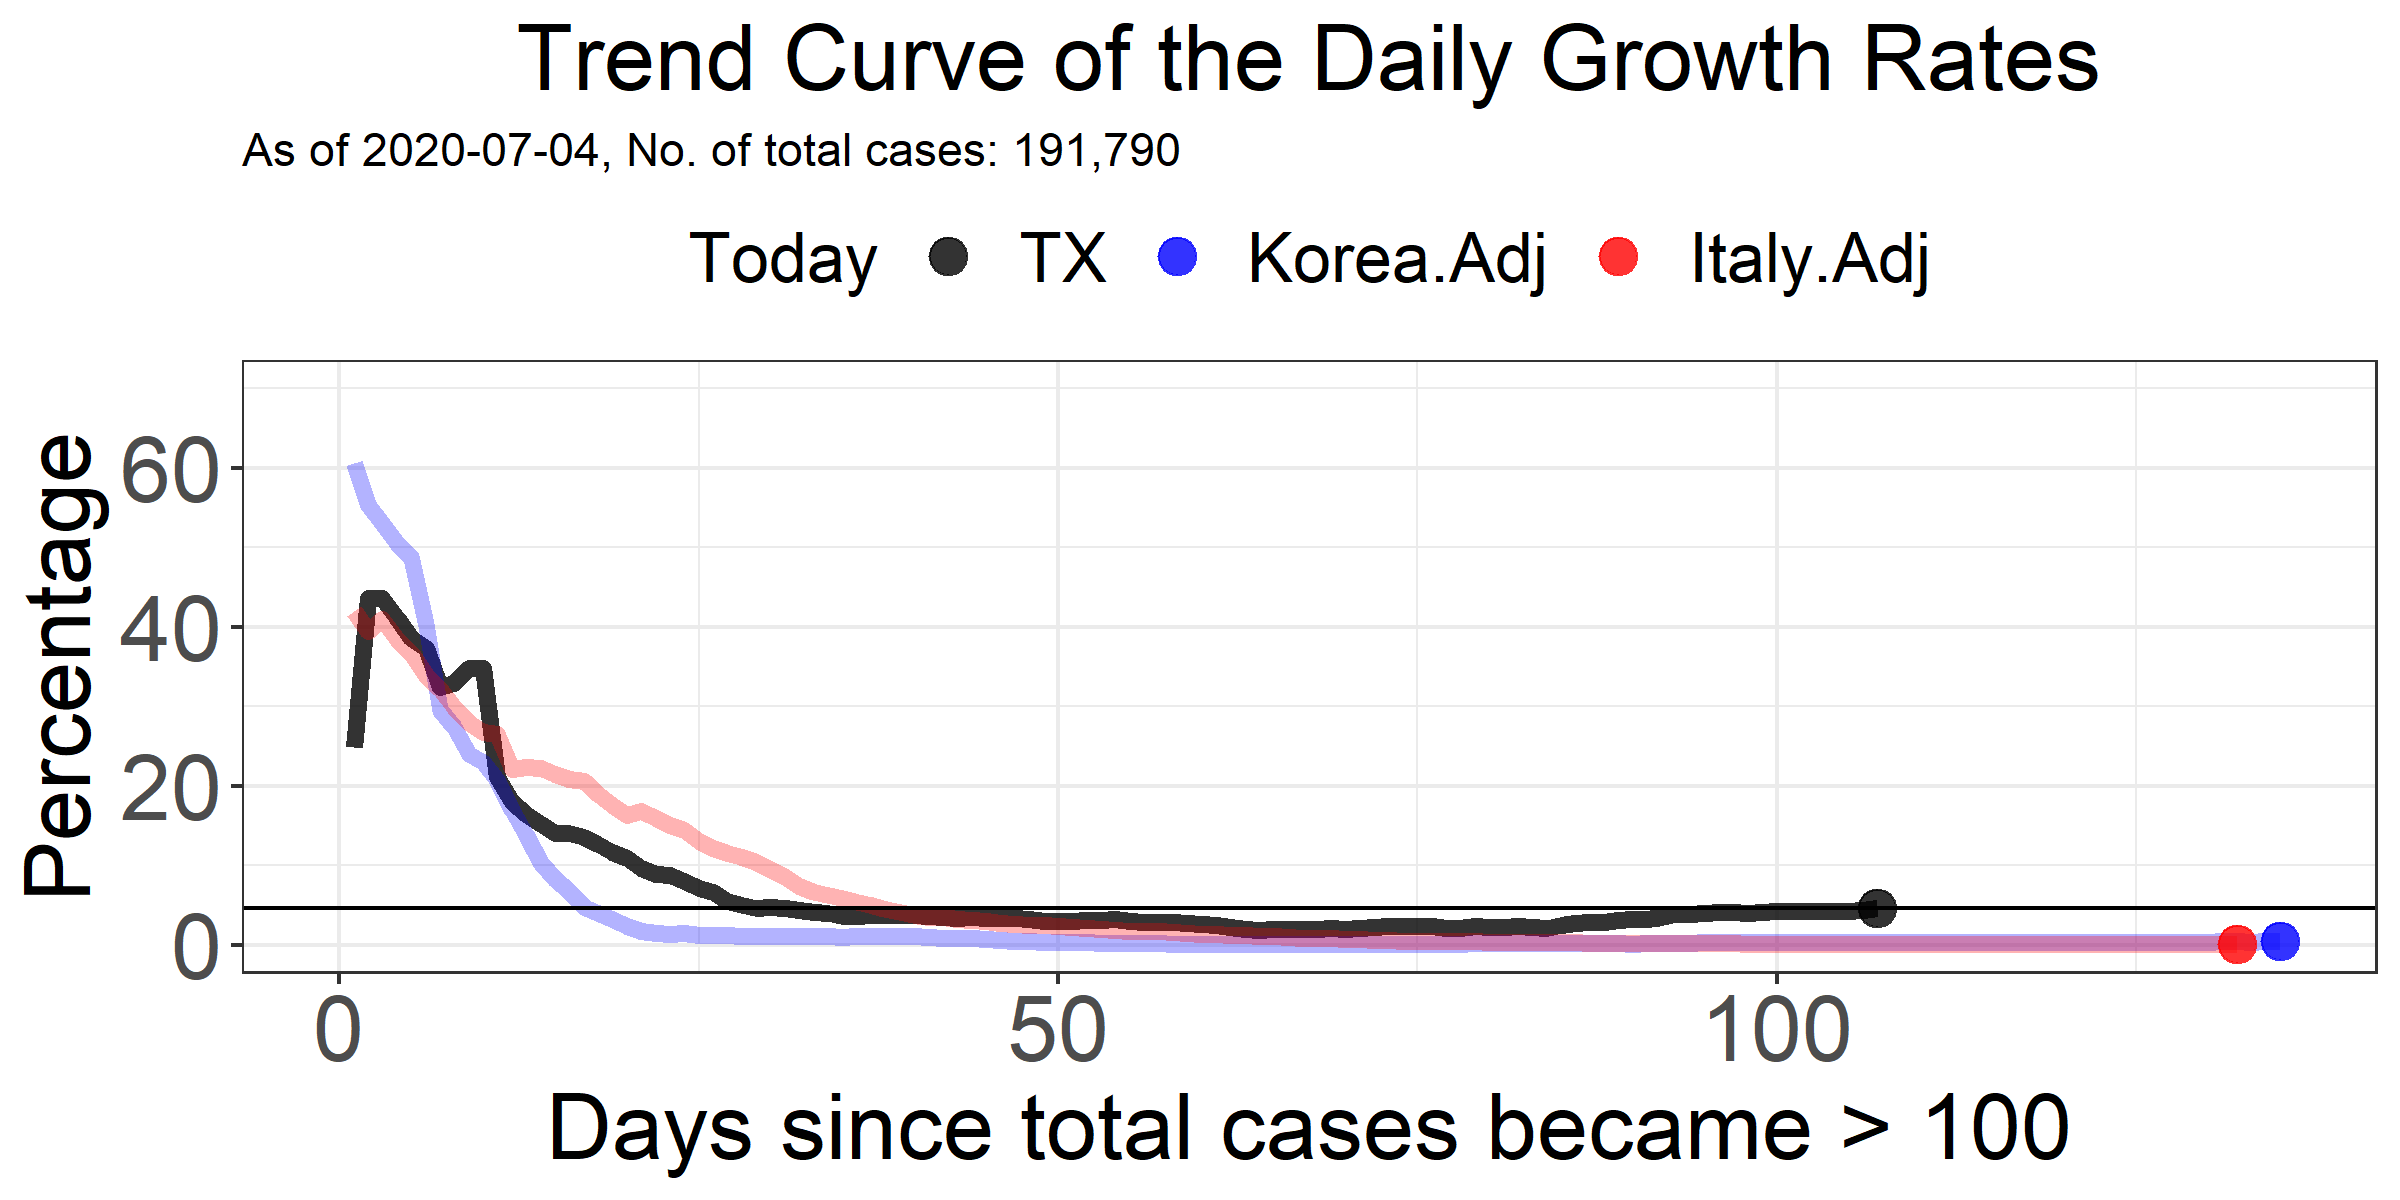 Trend Curve of the Daily Growth Rates
As of 2020-07-04, No. of total cases: 191,790
Today TX Korea.Adj Italy.Adj
Percentage
60
40
20
0
0 50 100
Days since total cases became > 100